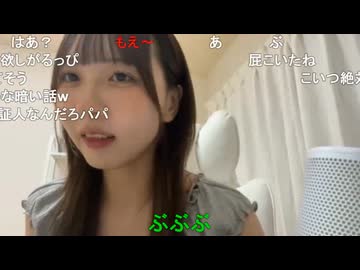 はあ？
もえ～
あ
ぶ
欲しがるっぴ
屁こいたね
ずそう
こいつ絶対
な暗い話w
証人なんだろパパ
ぶぶぶ